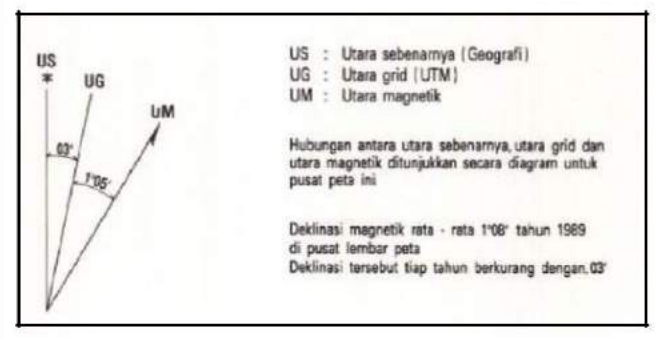 US
*
UG
UM
03'
1°05'
US : Utara sebenarnya (Geografi)
UG : Utara grid (UTM)
UM : Utara magnetik
Hubungan antara utara sebenarnya, utara grid dan
utara magnetik ditunjukkan secara diagram untuk
pusat peta ini
Deklinasi magnetik rata - rata 1°08' tahun 1989
di pusat lembar peta
Deklinasi tersebut tiap tahun berkurang dengan.03'